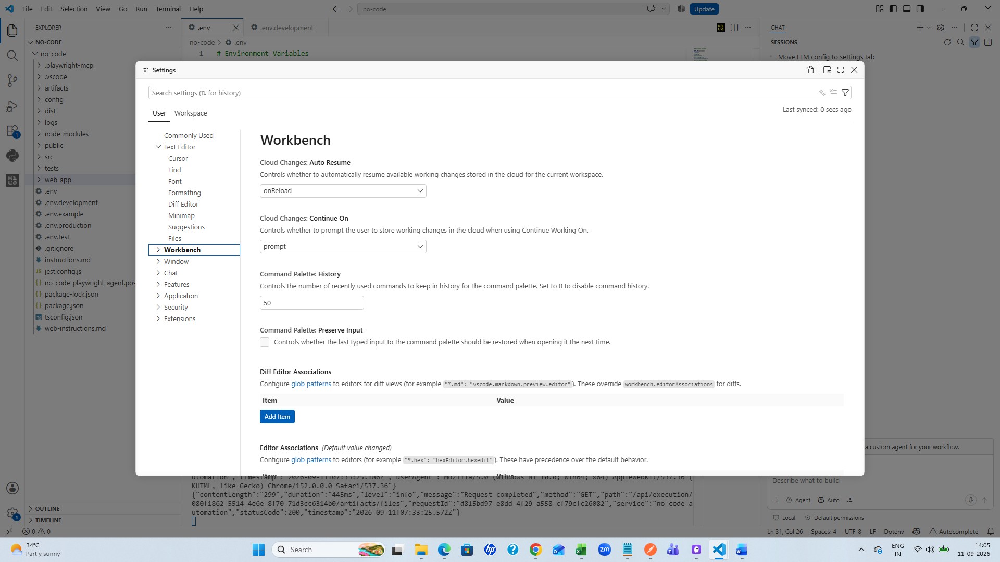 File Edit Selection View Go Run Terminal Help
no-code
Update
EXPLORER
NO-CODE
no-code
.playwright-mcp
.vscode
artifacts
config
dist
logs
node_modules
public
src
tests
web-app
.env
.env.development
.env.example
.env.production
.env.test
.gitignore
instructions.md
JS jest.config.js
{ } no-code-playwright-agent.pos
{ } package-lock.json
{ } package.json
TS tsconfig.json
web-instructions.md
OUTLINE
TIMELINE
.env
.env.development
no-code > .env
1 # Environment Variables
CHAT
SESSIONS
Move LLM config to settings tab
Settings
Search settings (⇅ for history)
User Workspace
Last synced: 0 secs ago
Commonly Used
Text Editor
Cursor
Find
Font
Formatting
Diff Editor
Minimap
Suggestions
Files
Workbench
Window
Chat
Features
Application
Security
Extensions
Workbench
Cloud Changes: Auto Resume
Controls whether to automatically resume available working changes stored in the cloud for the current workspace.
onReload
Cloud Changes: Continue On
Controls whether to prompt the user to store working changes in the cloud when using Continue Working On.
prompt
Command Palette: History
Controls the number of recently used commands to keep in history for the command palette. Set to 0 to disable command history.
50
Command Palette: Preserve Input
Controls whether the last typed input to the command palette should be restored when opening it the next time.
Diff Editor Associations
Configure glob patterns to editors for diff views (for example "*.md": "vscode.markdown.preview.editor"). These override workbench.editorAssociations for diffs.
Item Value
Add Item
Editor Associations (Default value changed)
Configure glob patterns to editors (for example "*.hex": "hexEditor.hexedit"). These have precedence over the default behavior.
Item Value
utomation","timestamp":"2026-09-11T07:33:25.186Z","userAgent":"Mozilla/5.0 (Windows NT 10.0; Win64; x64) AppleWebKit/537.36 (
KHTML, like Gecko) Chrome/152.0.0.0 Safari/537.36"}
{"contentLength":"299","duration":"445ms","level":"info","message":"Request completed","method":"GET","path":"/api/execution/
080f1862-5514-4e6e-8f70-71d3cc6314b0/artifacts/files","requestId":"d815bd97-e8dd-4f29-a558-cf79cfc26082","service":"no-code-a
utomation","statusCode":200,"timestamp":"2026-09-11T07:33:25.572Z"}
a custom agent for your workflow.
Describe what to build
Agent Auto
Local Default permissions
0 0
Ln 31, Col 26 Spaces: 4 UTF-8 LF Dotenv Autocomplete
34°C
Partly sunny
Search
ENG
IN
14:05
11-09-2026